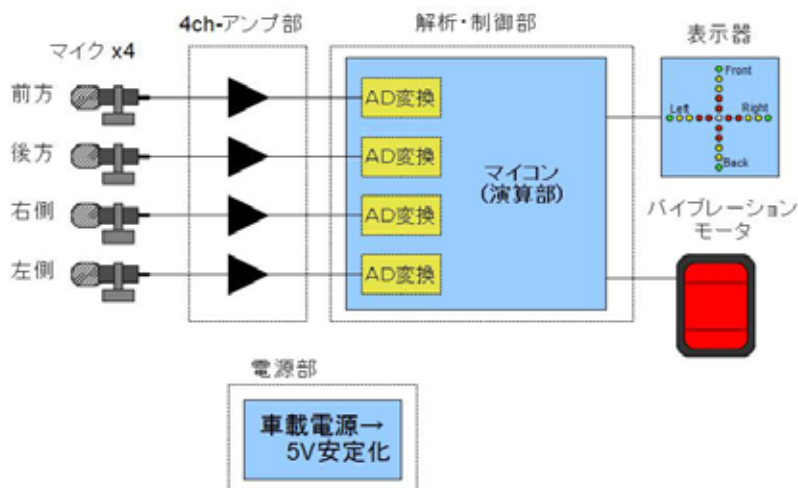 マイク x4
4ch-アンプ部
解析・制御部
表示器
前方
後方
右側
左側
AD変換
AD変換
AD変換
AD変換
マイコン
(演算部)
Front
Left
Right
Back
バイブレーション
モータ
電源部
車載電源→
5V安定化